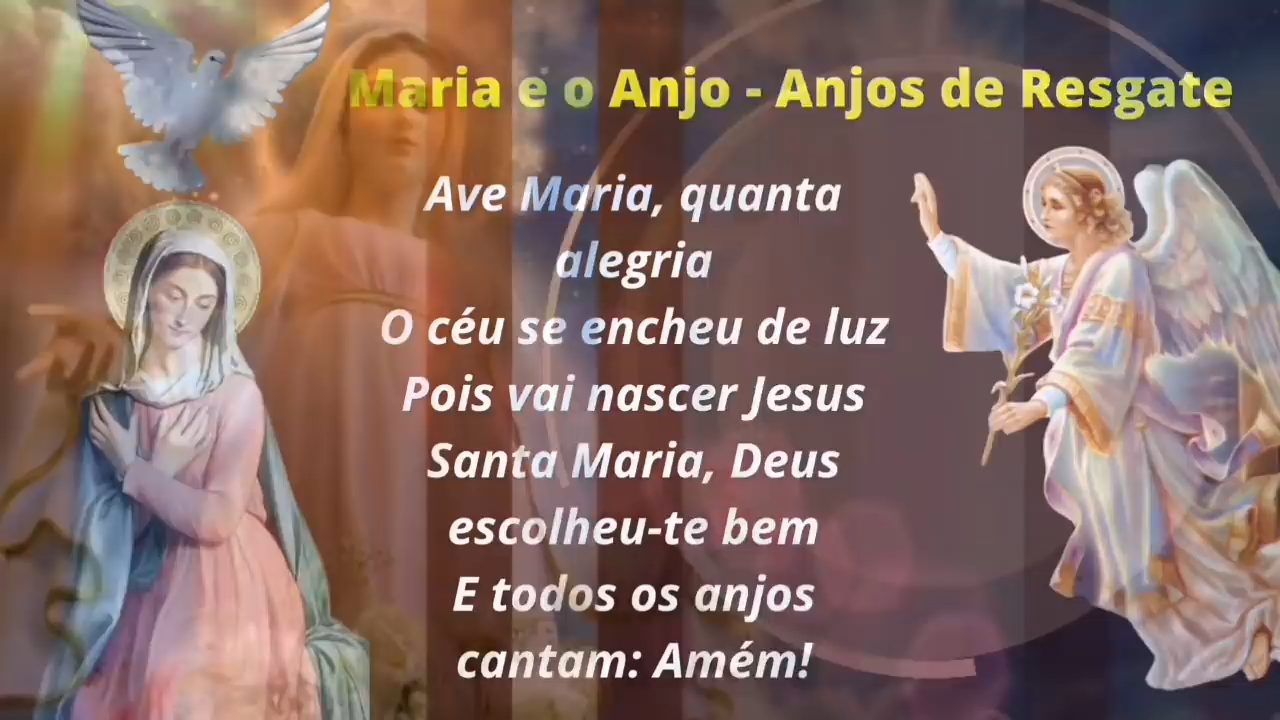 Maria e o Anjo - Anjos de Resgate
Ave Maria, quanta
alegria
O céu se encheu de luz
Pois vai nascer Jesus
Santa Maria, Deus
escolheu-te bem
E todos os anjos
cantam: Amém!